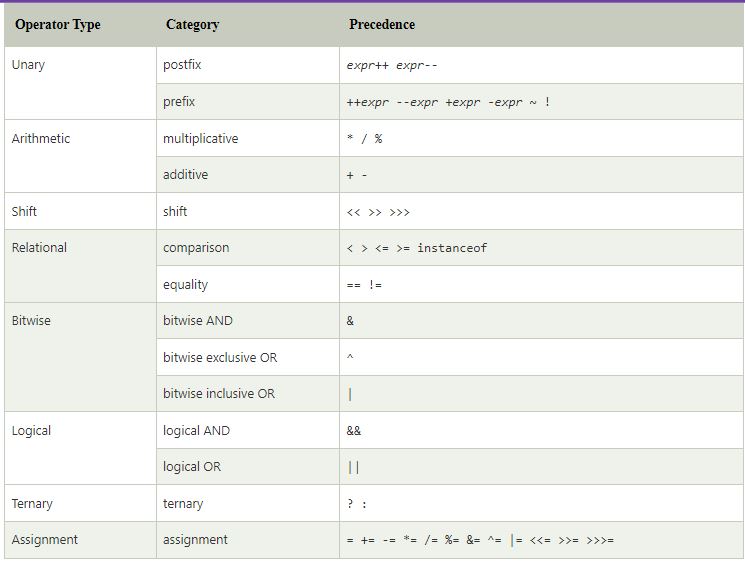 Operator Type Category Precedence
Unary postfix expr++ expr--
prefix ++expr --expr +expr -expr ~ !
Arithmetic multiplicative * / %
additive + -
Shift shift << >> >>>
Relational comparison < > <= >= instanceof
equality == !=
Bitwise bitwise AND &
bitwise exclusive OR ^
bitwise inclusive OR |
Logical logical AND &&
logical OR ||
Ternary ternary ? :
Assignment assignment = += -= *= /= %= &= ^= |= <<= >>= >>>=